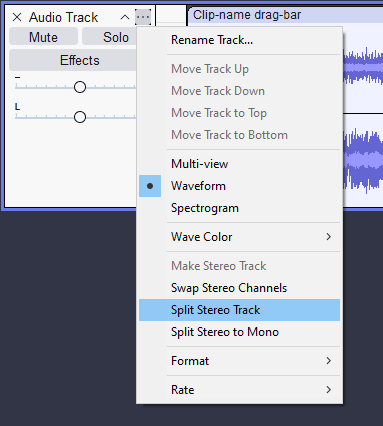 Audio Track
Clip-name drag-bar
Mute Solo
Effects
L
Rename Track...
Move Track Up
Move Track Down
Move Track to Top
Move Track to Bottom
Multi-view
Waveform
Spectrogram
Wave Color
Make Stereo Track
Swap Stereo Channels
Split Stereo Track
Split Stereo to Mono
Format
Rate